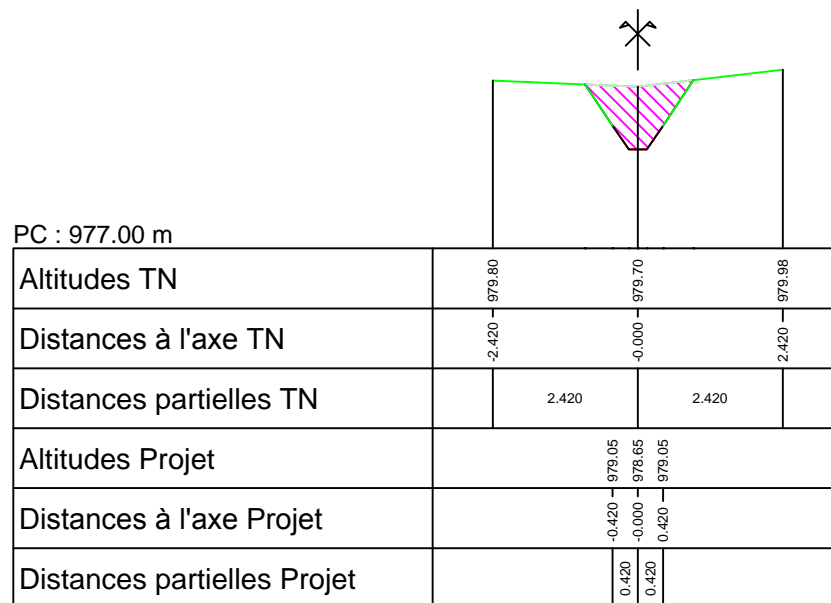 PC : 977.00 m
Altitudes TN 979.80 979.70 979.98
Distances à l'axe TN -2.420 -0.000 2.420
Distances partielles TN 2.420 2.420
Altitudes Projet 979.05 978.65 979.05
Distances à l'axe Projet -0.420 -0.000 0.420
Distances partielles Projet 0.420 0.420